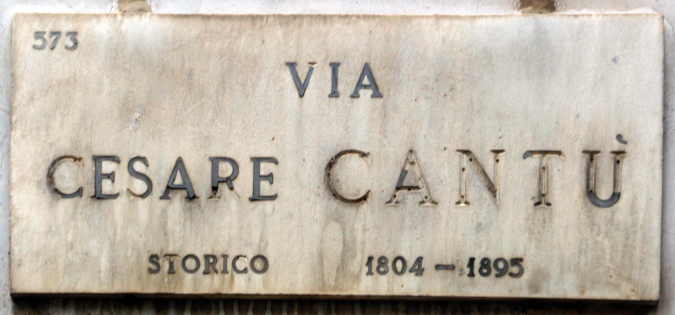 573
VIA
CESARE CANTÙ
STORICO 1804 - 1895